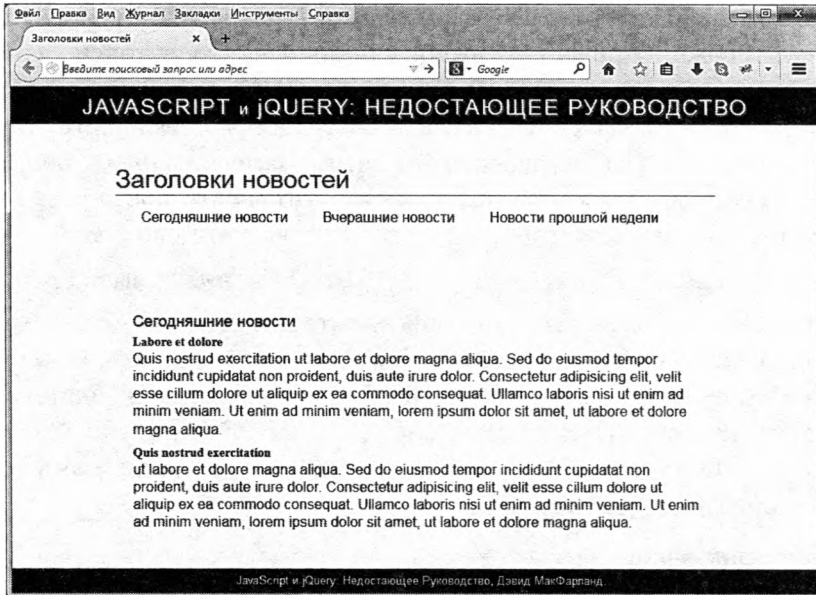 Файл Правка Вид Журнал Закладки Инструменты Справка
Заголовки новостей × +
Введите поисковый запрос или адрес
8 Google
JAVASCRIPT и jQUERY: НЕДОСТАЮЩЕЕ РУКОВОДСТВО
Заголовки новостей
Сегодняшние новости Вчерашние новости Новости прошлой недели
Сегодняшние новости
Labore et dolore
Quis nostrud exercitation ut labore et dolore magna aliqua. Sed do eiusmod tempor
incididunt cupidatat non proident, duis aute irure dolor. Consectetur adipisicing elit, velit
esse cillum dolore ut aliquip ex ea commodo consequat. Ullamco laboris nisi ut enim ad
minim veniam. Ut enim ad minim veniam, lorem ipsum dolor sit amet, ut labore et dolore
magna aliqua.
Quis nostrud exercitation
ut labore et dolore magna aliqua. Sed do eiusmod tempor incididunt cupidatat non
proident, duis aute irure dolor. Consectetur adipisicing elit, velit esse cillum dolore ut
aliquip ex ea commodo consequat. Ullamco laboris nisi ut enim ad minim veniam. Ut enim
ad minim veniam, lorem ipsum dolor sit amet, ut labore et dolore magna aliqua.
JavaScript и jQuery: Недостающее Руководство, Дэвид МакФарланд.